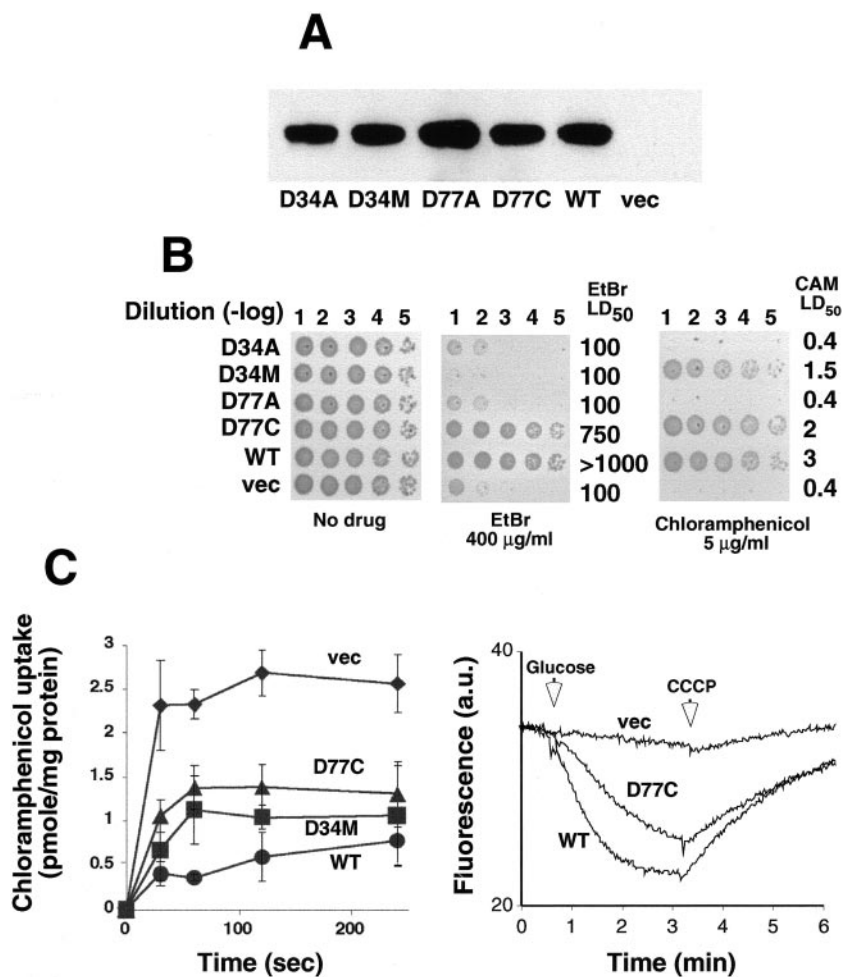 A
D34A D34M D77A D77C WT vec
B
Dilution (-log) 1 2 3 4 5 1 2 3 4 5 EtBr LD50 1 2 3 4 5 CAM LD50
D34A 100 0.4
D34M 100 1.5
D77A 100 0.4
D77C 750 2
WT >1000 3
vec 100 0.4
No drug
EtBr
400 µg/ml
Chloramphenicol
5 µg/ml
C
Chloramphenicol uptake
(pmole/mg protein)
3
2.5
2
1.5
1
0.5
0
vec
D77C
D34M
WT
0 100 200
Time (sec)
Fluorescence (a.u.)
40
20
Glucose
CCCP
vec
D77C
WT
0 1 2 3 4 5 6
Time (min)